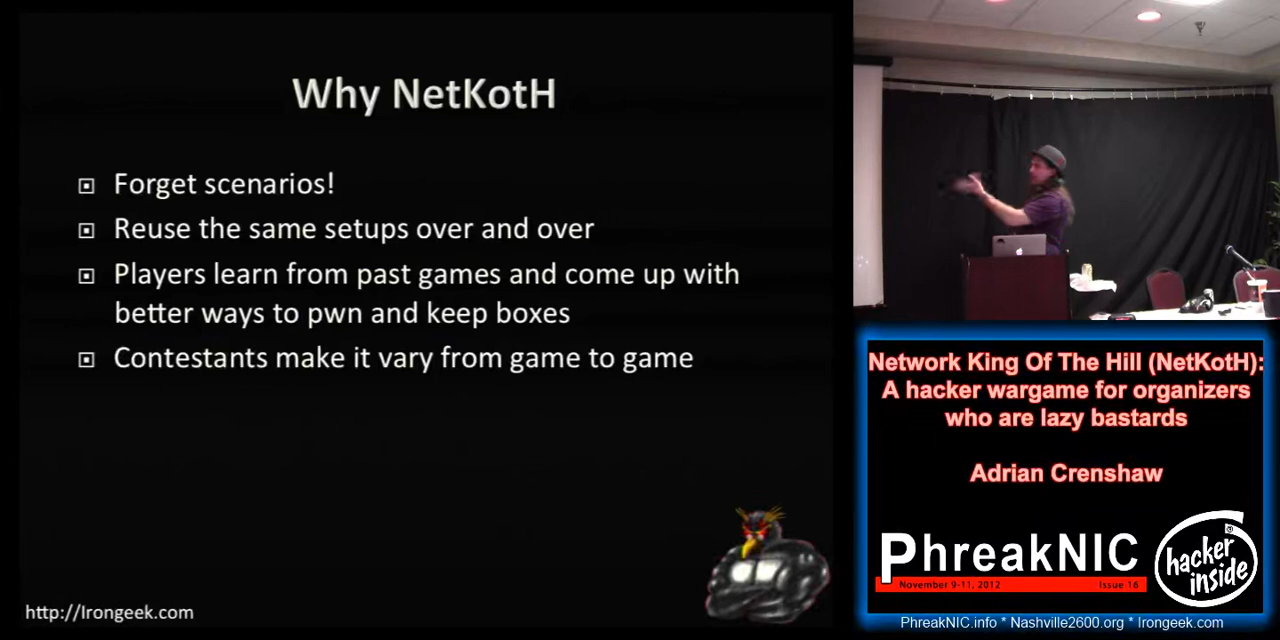 Why NetKotH
Forget scenarios!
Reuse the same setups over and over
Players learn from past games and come up with
better ways to pwn and keep boxes
Contestants make it vary from game to game
http://Irongeek.com
Network King Of The Hill (NetKotH):
A hacker wargame for organizers
who are lazy bastards
Adrian Crenshaw
PhreakNIC
November 9-11, 2012 Issue 16
hacker
inside
PhreakNIC.info * Nashville2600.org * Irongeek.com